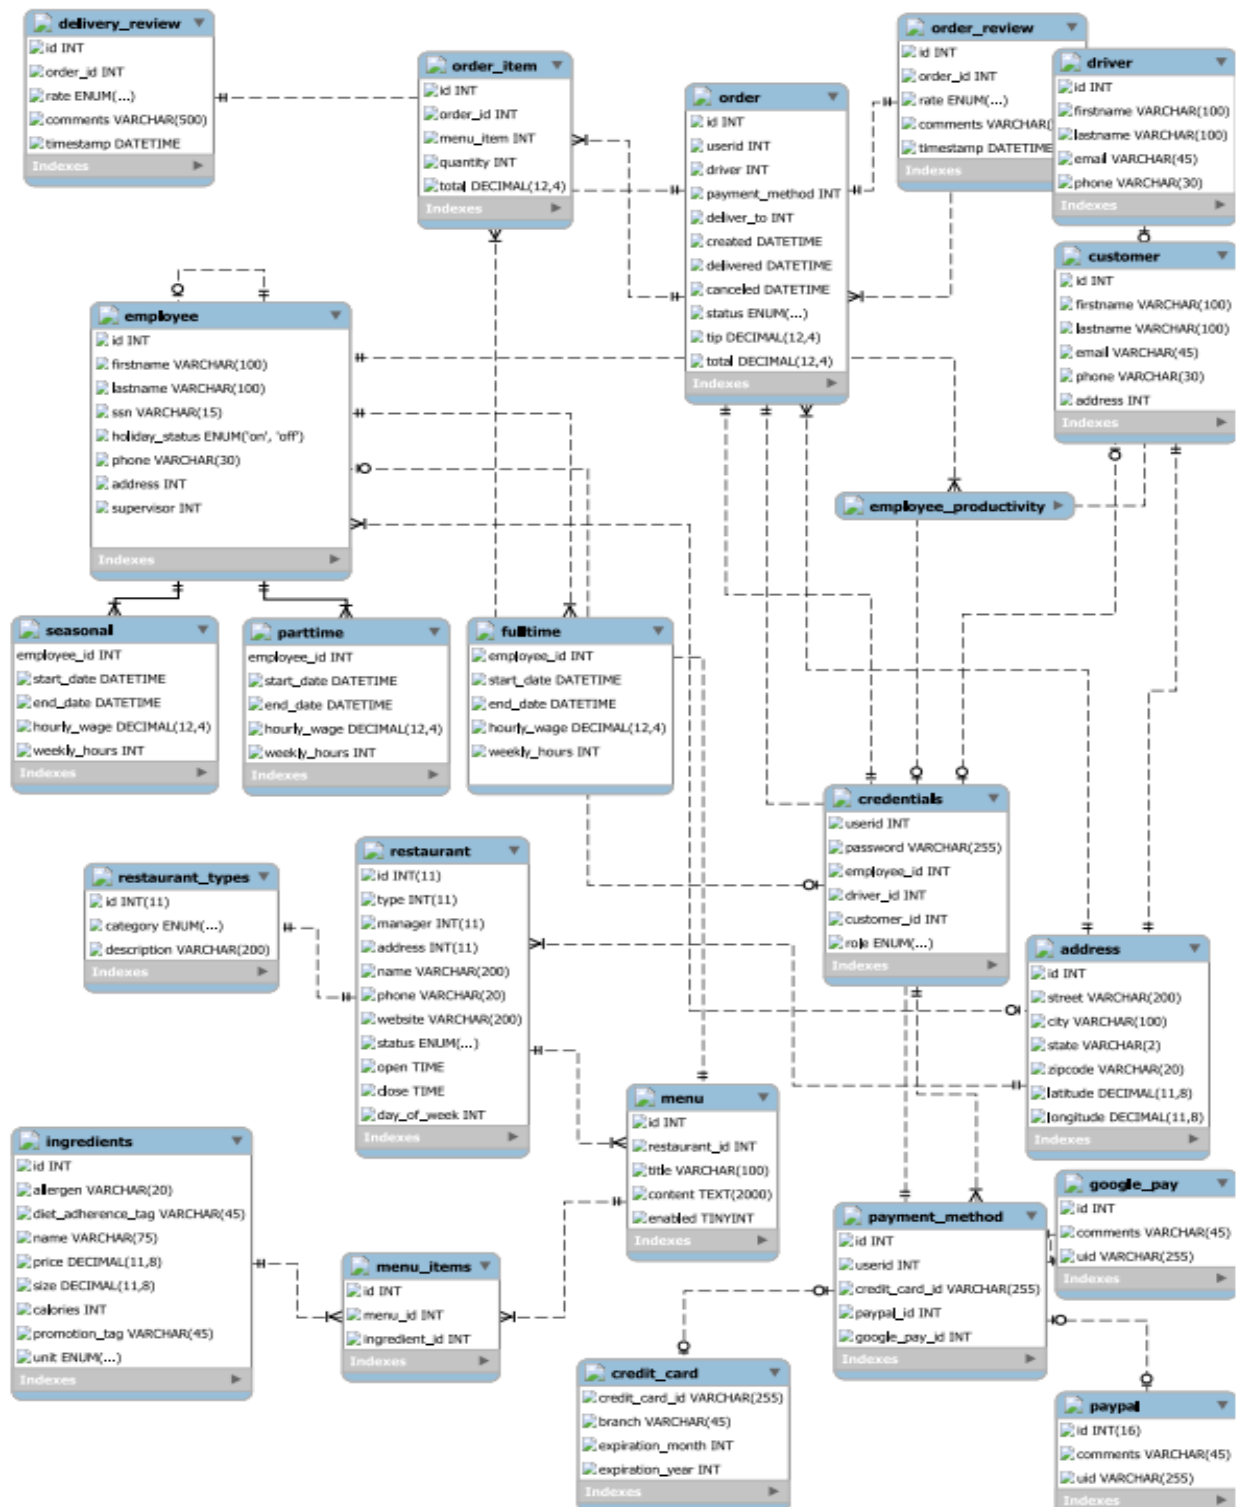 delivery_review
id INT
order_id INT
rate ENUM(...)
comments VARCHAR(500)
timestamp DATETIME
Indexes
order_item
id INT
order_id INT
menu_item INT
quantity INT
total DECIMAL(12,4)
Indexes
order
id INT
userid INT
driver INT
payment_method INT
deliver_to INT
created DATETIME
delivered DATETIME
canceled DATETIME
status ENUM(...)
tip DECIMAL(12,4)
total DECIMAL(12,4)
Indexes
order_review
id INT
order_id INT
rate ENUM(...)
comments VARCHAR(
timestamp DATETIME
Indexes
driver
id INT
firstname VARCHAR(100)
lastname VARCHAR(100)
email VARCHAR(45)
phone VARCHAR(30)
Indexes
customer
id INT
firstname VARCHAR(100)
lastname VARCHAR(100)
email VARCHAR(45)
phone VARCHAR(30)
address INT
Indexes
employee
id INT
firstname VARCHAR(100)
lastname VARCHAR(100)
ssn VARCHAR(15)
holiday_status ENUM('on', 'off')
phone VARCHAR(30)
address INT
supervisor INT
Indexes
employee_productivity
seasonal
employee_id INT
start_date DATETIME
end_date DATETIME
hourly_wage DECIMAL(12,4)
weekly_hours INT
Indexes
parttime
employee_id INT
start_date DATETIME
end_date DATETIME
hourly_wage DECIMAL(12,4)
weekly_hours INT
Indexes
fulltime
employee_id INT
start_date DATETIME
end_date DATETIME
hourly_wage DECIMAL(12,4)
weekly_hours INT
credentials
userid INT
password VARCHAR(255)
employee_id INT
driver_id INT
customer_id INT
role ENUM(...)
Indexes
restaurant_types
id INT(11)
category ENUM(...)
description VARCHAR(200)
Indexes
restaurant
id INT(11)
type INT(11)
manager INT(11)
address INT(11)
name VARCHAR(200)
phone VARCHAR(20)
website VARCHAR(200)
status ENUM(...)
open TIME
close TIME
day_of_week INT
Indexes
address
id INT
street VARCHAR(200)
city VARCHAR(100)
state VARCHAR(2)
zipcode VARCHAR(20)
latitude DECIMAL(11,8)
longitude DECIMAL(11,8)
Indexes
menu
id INT
restaurant_id INT
title VARCHAR(100)
content TEXT(2000)
enabled TINYINT
Indexes
ingredients
id INT
allergen VARCHAR(20)
diet_adherence_tag VARCHAR(45)
name VARCHAR(75)
price DECIMAL(11,8)
size DECIMAL(11,8)
calories INT
promotion_tag VARCHAR(45)
unit ENUM(...)
Indexes
menu_items
id INT
menu_id INT
ingredient_id INT
Indexes
payment_method
id INT
userid INT
credit_card_id VARCHAR(255)
paypal_id INT
google_pay_id INT
Indexes
google_pay
id INT
comments VARCHAR(45)
uid VARCHAR(255)
Indexes
credit_card
credit_card_id VARCHAR(255)
branch VARCHAR(45)
expiration_month INT
expiration_year INT
Indexes
paypal
id INT(16)
comments VARCHAR(45)
uid VARCHAR(255)
Indexes